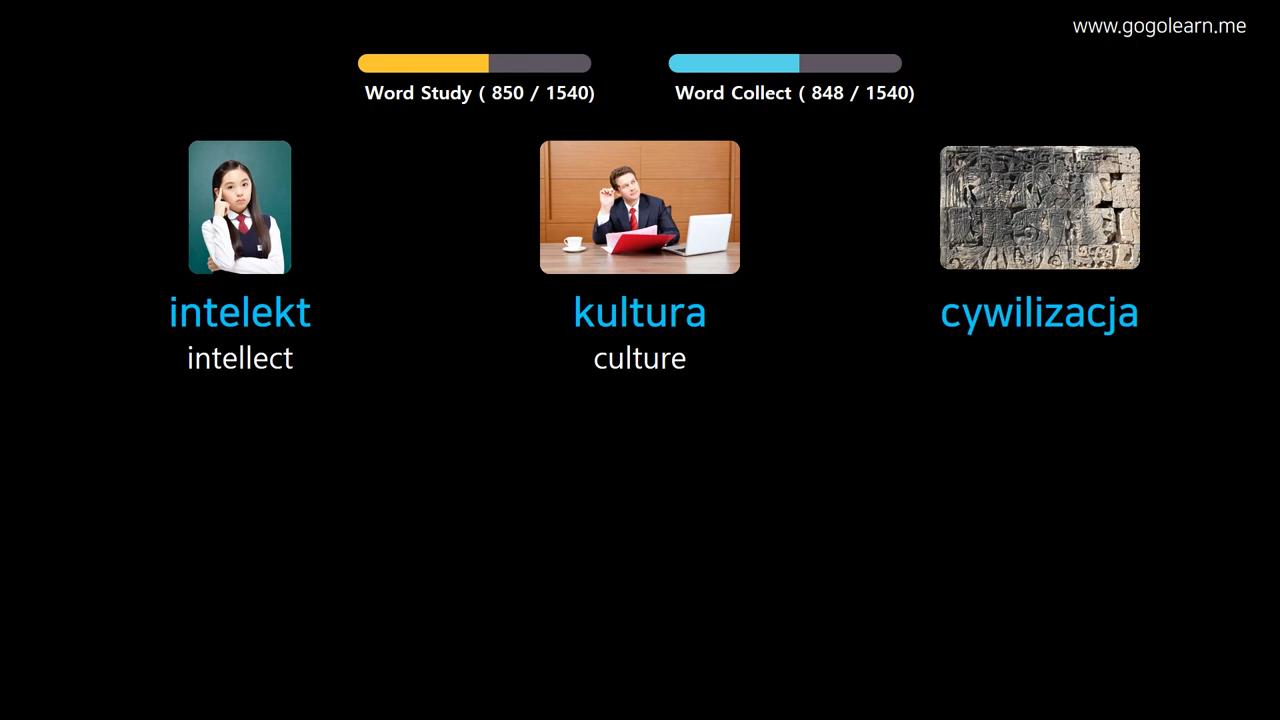 www.gogolearn.me
Word Study ( 850 / 1540)
Word Collect ( 848 / 1540)
intelekt
intellect
kultura
culture
cywilizacja